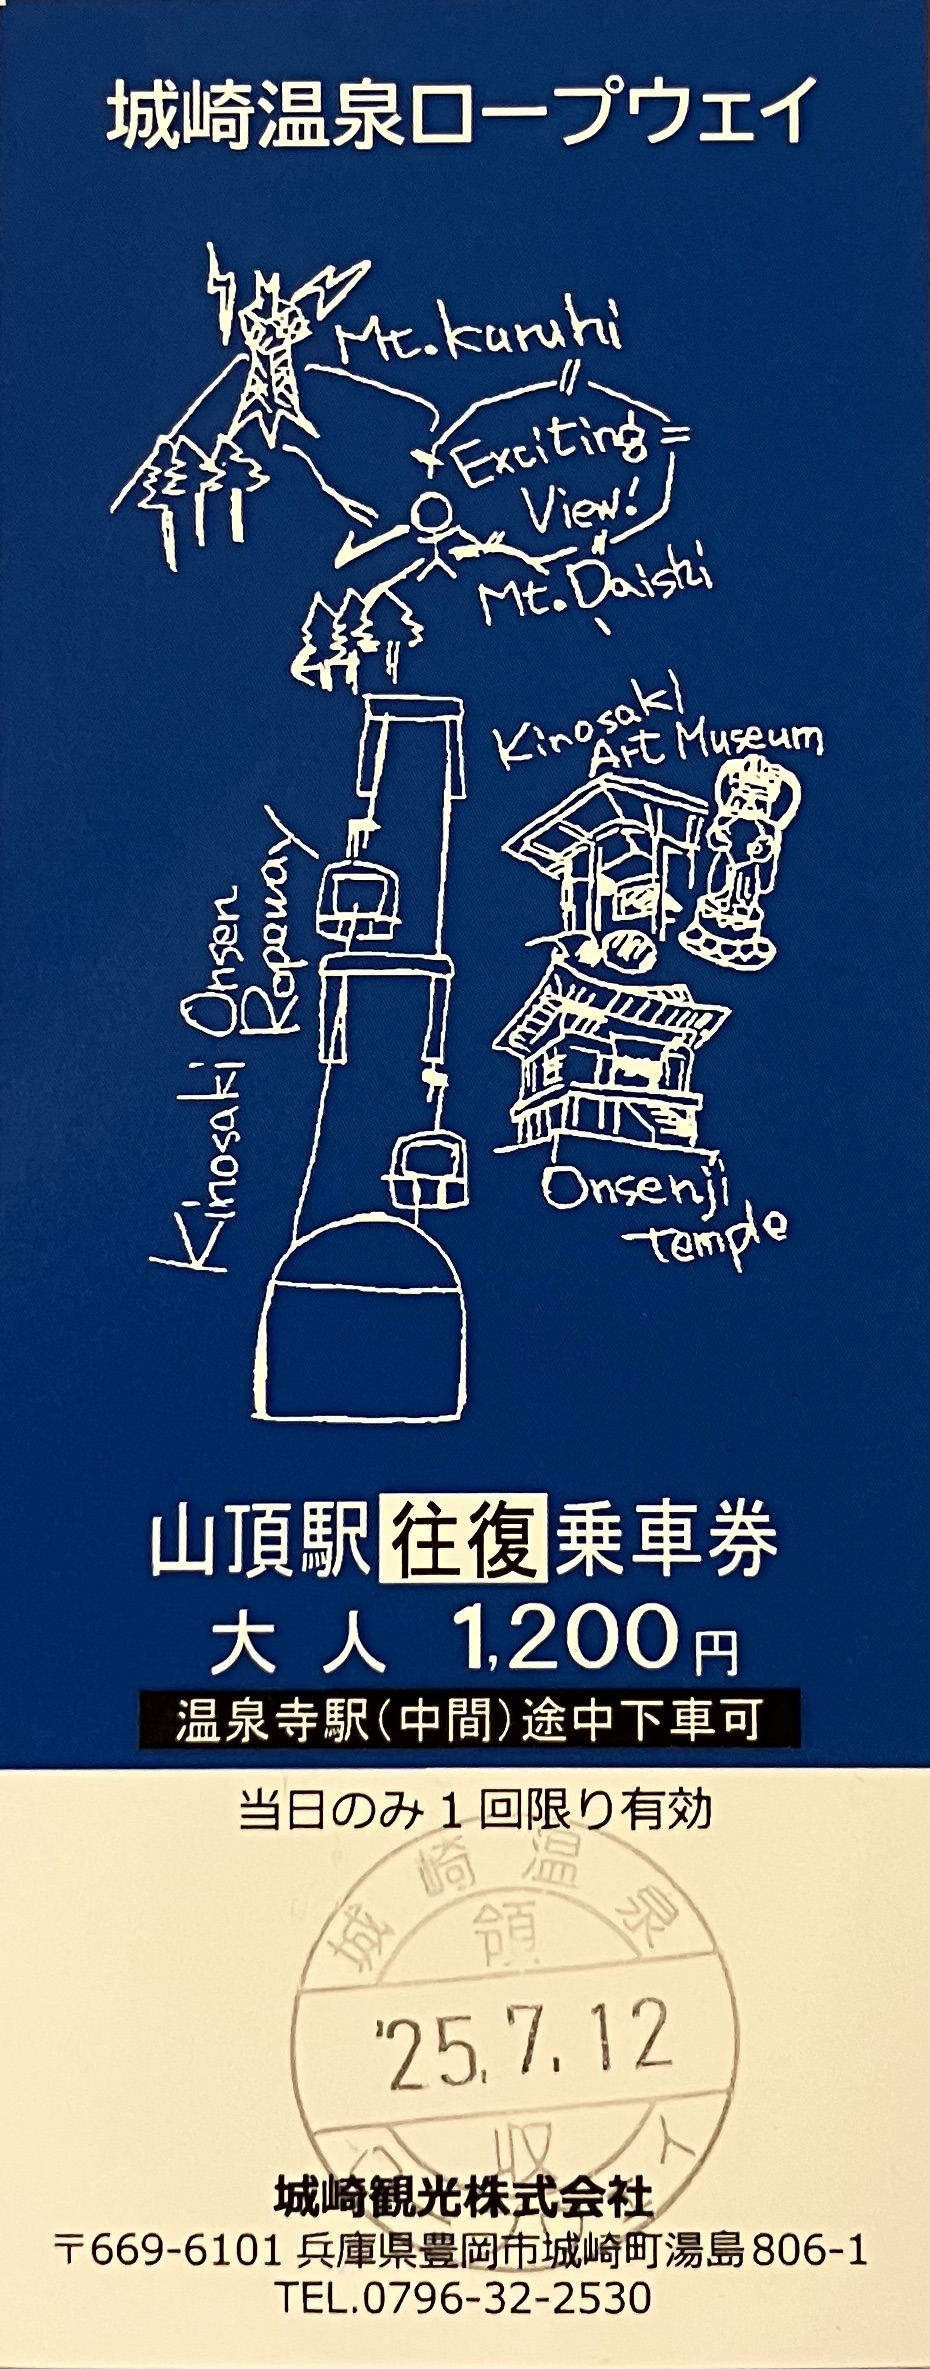 城崎温泉ロープウェイ
Mt.Kuruhi
Exciting
View!
Mt.Daishi
Kinosaki
Art Museum
Kinosaki Onsen
Ropeway
Onsenji
temple
山頂駅往復乗車券
大人 1,200円
温泉寺駅(中間)途中下車可
当日のみ1回限り有効
城崎温泉
領
'25.7.12
収
城崎観光株式会社
〒669-6101 兵庫県豊岡市城崎町湯島806-1
TEL.0796-32-2530